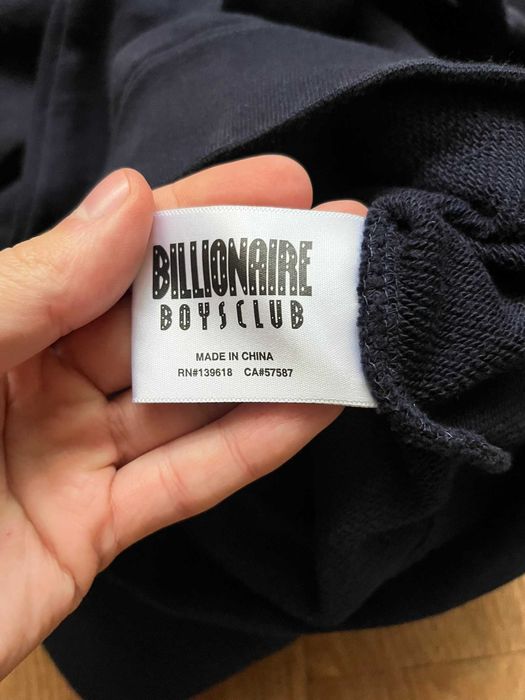 BILLIONAIRE
BOYSCLUB
MADE IN CHINA
RN#139618 CA#57587